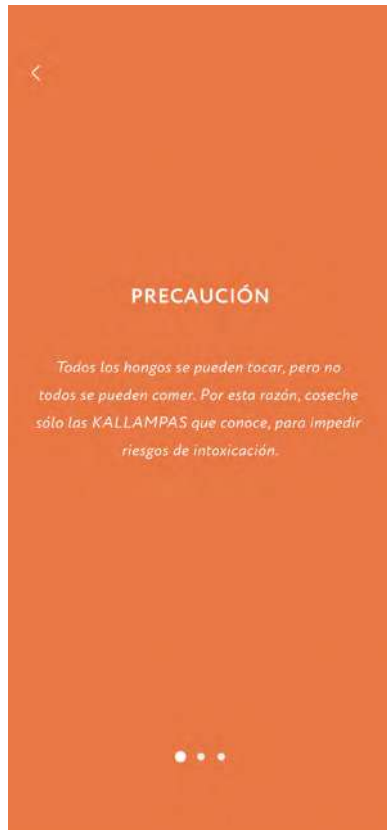 PRECAUCIÓN
Todos los hongos se pueden tocar, pero no
todos se pueden comer. Por esta razón, coseche
sólo las KALLAMPAS que conoce, para impedir
riesgos de intoxicación.